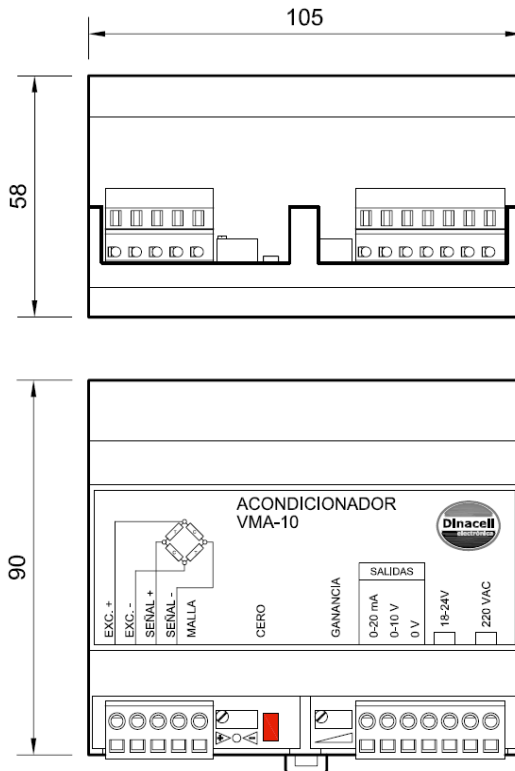 105
58
90
ACONDICIONADOR
VMA-10
Dinacell
electrónica
EXC. +
EXC. -
SEÑAL +
SEÑAL -
MALLA
CERO
GANANCIA
SALIDAS
0-20 mA
0-10 V
0 V
18-24V
220 VAC